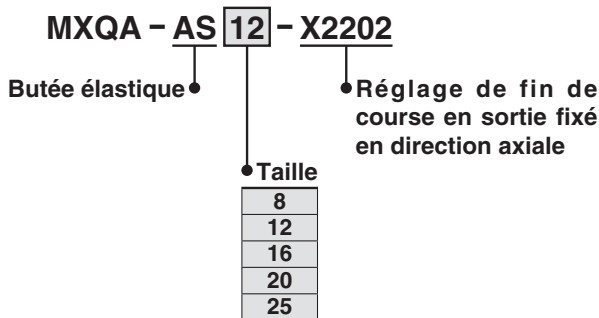 MXQA – AS 12 – X2202
Butée élastique
Réglage de fin de
course en sortie fixé
en direction axiale
Taille
8
12
16
20
25